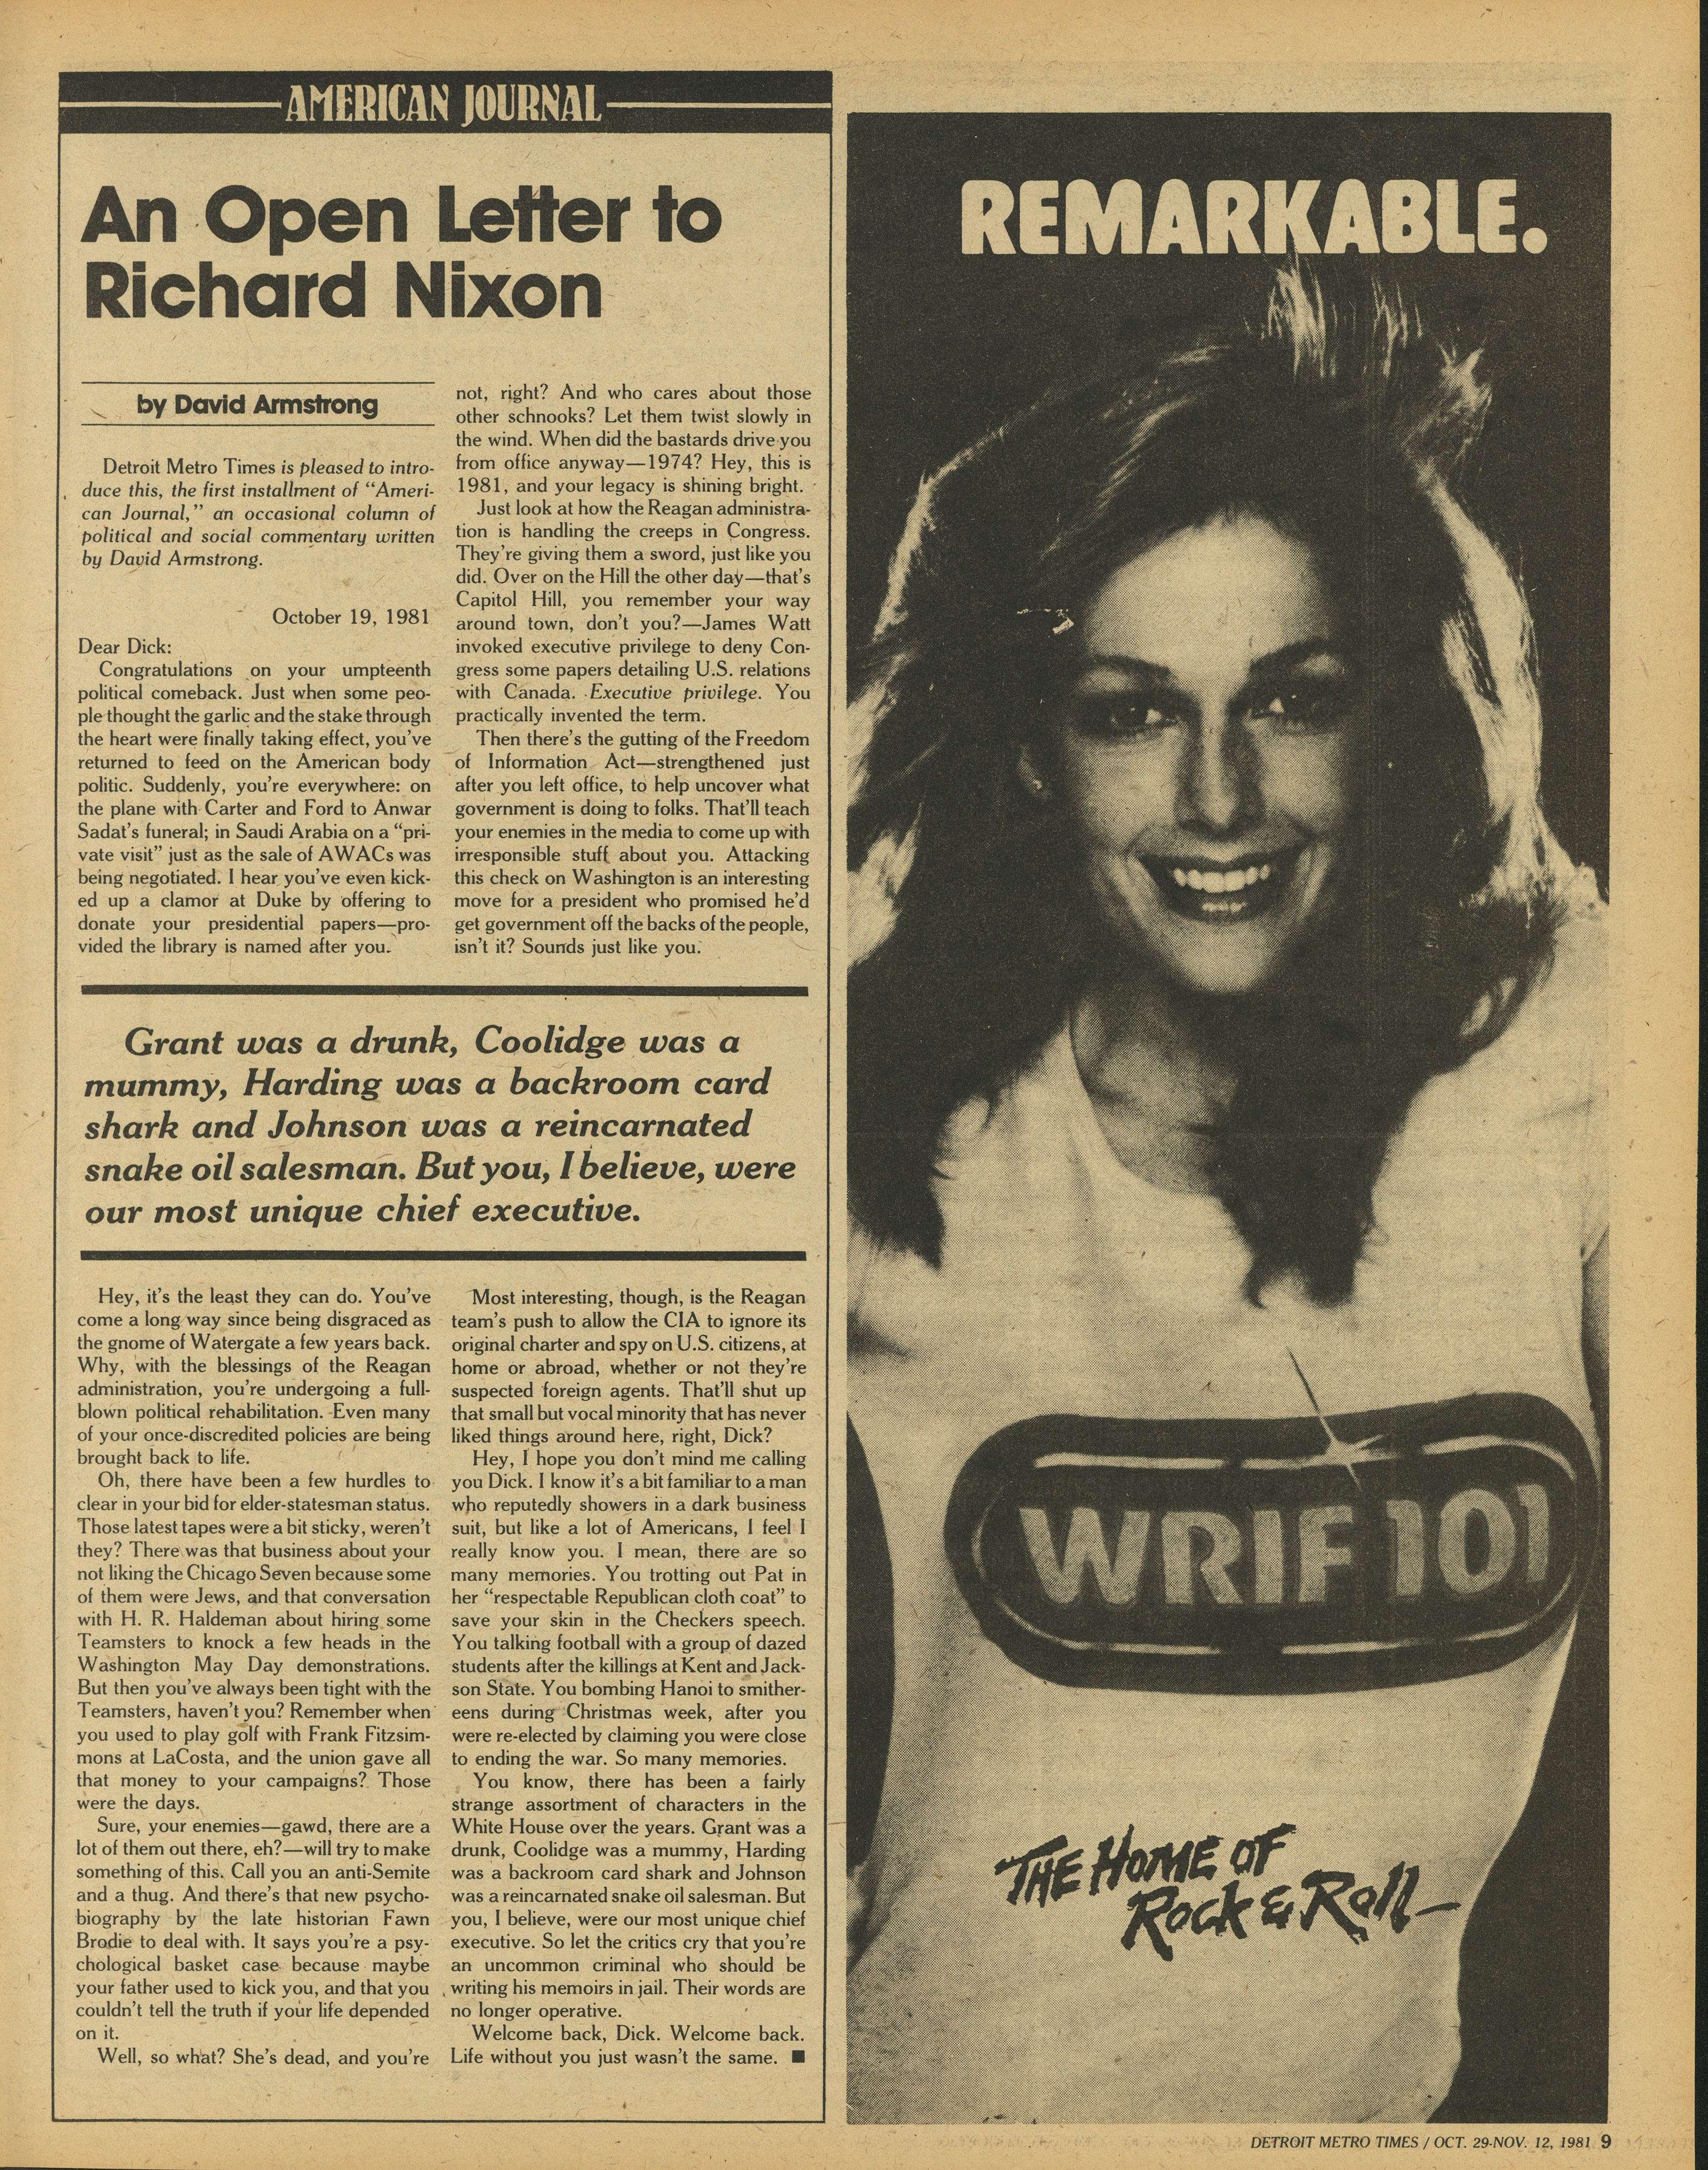 AMERICAN JOURNAL
An Open Letter to
Richard Nixon
by David Armstrong
Detroit Metro Times is pleased to intro-
duce this, the first installment of “Ameri-
can Journal,” an occasional column of
political and social commentary written
by David Armstrong.
October 19, 1981
Dear Dick:
Congratulations on your umpteenth
political comeback. Just when some peo-
ple thought the garlic and the stake through
the heart were finally taking effect, you’ve
returned to feed on the American body
politic. Suddenly, you’re everywhere: on
the plane with Carter and Ford to Anwar
Sadat’s funeral; in Saudi Arabia on a “pri-
vate visit” just as the sale of AWACs was
being negotiated. I hear you’ve even kick-
ed up a clamor at Duke by offering to
donate your presidential papers—pro-
vided the library is named after you.
not, right? And who cares about those
other schnooks? Let them twist slowly in
the wind. When did the bastards drive you
from office anyway—1974? Hey, this is
1981, and your legacy is shining bright.
Just look at how the Reagan administra-
tion is handling the creeps in Congress.
They’re giving them a sword, just like you
did. Over on the Hill the other day—that’s
Capitol Hill, you remember your way
around town, don’t you?—James Watt
invoked executive privilege to deny Con-
gress some papers detailing U.S. relations
with Canada. Executive privilege. You
practically invented the term.
Then there’s the gutting of the Freedom
of Information Act—strengthened just
after you left office, to help uncover what
government is doing to folks. That’ll teach
your enemies in the media to come up with
irresponsible stuff about you. Attacking
this check on Washington is an interesting
move for a president who promised he’d
get government off the backs of the people,
isn’t it? Sounds just like you.
Grant was a drunk, Coolidge was a
mummy, Harding was a backroom card
shark and Johnson was a reincarnated
snake oil salesman. But you, I believe, were
our most unique chief executive.
Hey, it’s the least they can do. You’ve
come a long way since being disgraced as
the gnome of Watergate a few years back.
Why, with the blessings of the Reagan
administration, you’re undergoing a full-
blown political rehabilitation. Even many
of your once-discredited policies are being
brought back to life.
Oh, there have been a few hurdles to
clear in your bid for elder-statesman status.
Those latest tapes were a bit sticky, weren’t
they? There was that business about your
not liking the Chicago Seven because some
of them were Jews, and that conversation
with H. R. Haldeman about hiring some
Teamsters to knock a few heads in the
Washington May Day demonstrations.
But then you’ve always been tight with the
Teamsters, haven’t you? Remember when
you used to play golf with Frank Fitzsim-
mons at LaCosta, and the union gave all
that money to your campaigns? Those
were the days.
Sure, your enemies—gawd, there are a
lot of them out there, eh?—will try to make
something of this. Call you an anti-Semite
and a thug. And there’s that new psycho-
biography by the late historian Fawn
Brodie to deal with. It says you’re a psy-
chological basket case because maybe
your father used to kick you, and that you
couldn’t tell the truth if your life depended
on it.
Well, so what? She’s dead, and you’re
Most interesting, though, is the Reagan
team’s push to allow the CIA to ignore its
original charter and spy on U.S. citizens, at
home or abroad, whether or not they’re
suspected foreign agents. That’ll shut up
that small but vocal minority that has never
liked things around here, right, Dick?
Hey, I hope you don’t mind me calling
you Dick. I know it’s a bit familiar to a man
who reputedly showers in a dark business
suit, but like a lot of Americans, I feel I
really know you. I mean, there are so
many memories. You trotting out Pat in
her “respectable Republican cloth coat” to
save your skin in the Checkers speech.
You talking football with a group of dazed
students after the killings at Kent and Jack-
son State. You bombing Hanoi to smither-
eens during Christmas week, after you
were re-elected by claiming you were close
to ending the war. So many memories.
You know, there has been a fairly
strange assortment of characters in the
White House over the years. Grant was a
drunk, Coolidge was a mummy, Harding
was a backroom card shark and Johnson
was a reincarnated snake oil salesman. But
you, I believe, were our most unique chief
executive. So let the critics cry that you’re
an uncommon criminal who should be
writing his memoirs in jail. Their words are
no longer operative.
Welcome back, Dick. Welcome back.
Life without you just wasn’t the same. ■
REMARKABLE.
WRIF 101
THE HOME OF
ROCK & ROLL—
DETROIT METRO TIMES / OCT. 29-NOV. 12, 1981 9